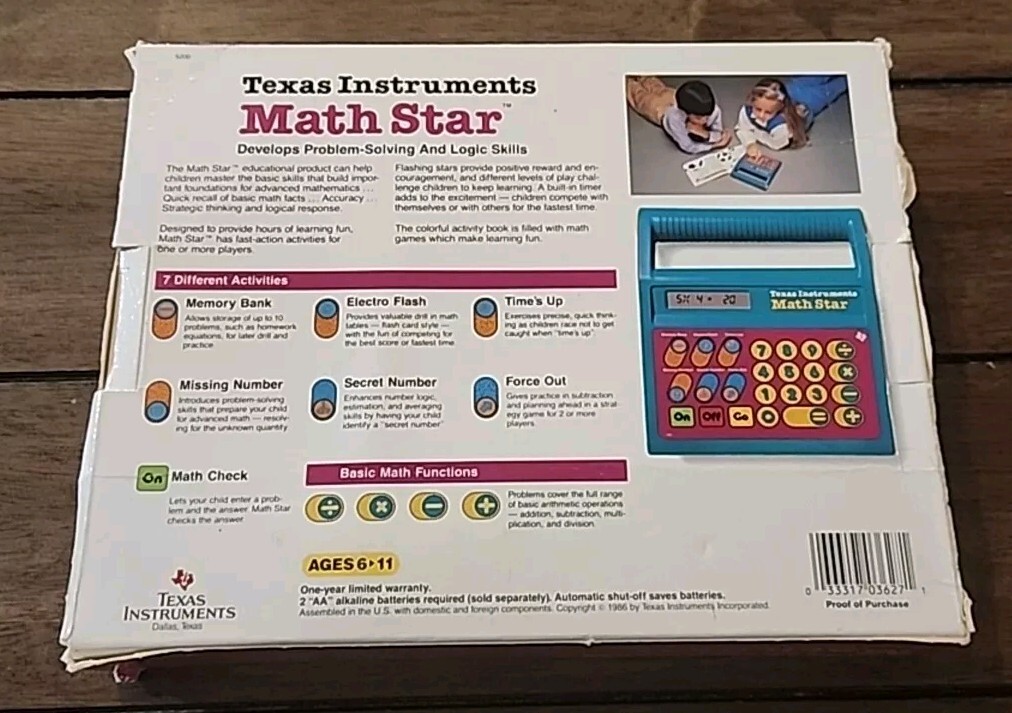 Texas Instruments
Math Star™
Develops Problem-Solving And Logic Skills
The Math Star™ educational product can help
children master the basic skills that build impor-
tant foundations for advanced mathematics ...
Quick recall of basic math facts ... Accuracy ...
Strategic thinking and logical response.
Designed to provide hours of learning fun,
Math Star™ has fast-action activities for
one or more players.
Flashing stars provide positive reward and en-
couragement, and different levels of play chal-
lenge children to keep learning. A built-in timer
adds to the excitement — children compete with
themselves or with others for the fastest time.
The colorful activity book is filled with math
games which make learning fun.
7 Different Activities
Memory Bank
Allows storage of up to 10
problems, such as homework
equations, for later drill and
practice
Electro Flash
Provides valuable drill in math
tables — flash card style —
with the fun of competing for
the best score or fastest time
Time's Up
Exercises precise, quick think-
ing as children race not to get
caught when "time's up"
Missing Number
Introduces problem-solving
skills that prepare your child
for advanced math — resolv-
ing for the unknown quantity
Secret Number
Enhances number logic,
estimation, and averaging
skills by having your child
identify a "secret number"
Force Out
Gives practice in subtraction
and planning ahead in a strat-
egy game for 2 or more
players.
On Math Check
Lets your child enter a prob-
lem and the answer. Math Star
checks the answer
Basic Math Functions
÷ × − +
Problems cover the full range
of basic arithmetic operations
— addition, subtraction, multi-
plication, and division.
AGES 6▸11
One-year limited warranty.
2 "AA" alkaline batteries required (sold separately). Automatic shut-off saves batteries.
Assembled in the U.S. with domestic and foreign components. Copyright © 1986 by Texas Instruments Incorporated.
TEXAS
INSTRUMENTS
Dallas, Texas
Texas Instruments
Math Star
7 8 9 ÷
4 5 6 ×
1 2 3 −
On Off Go 0 = +
0 33317 03627 1
Proof of Purchase